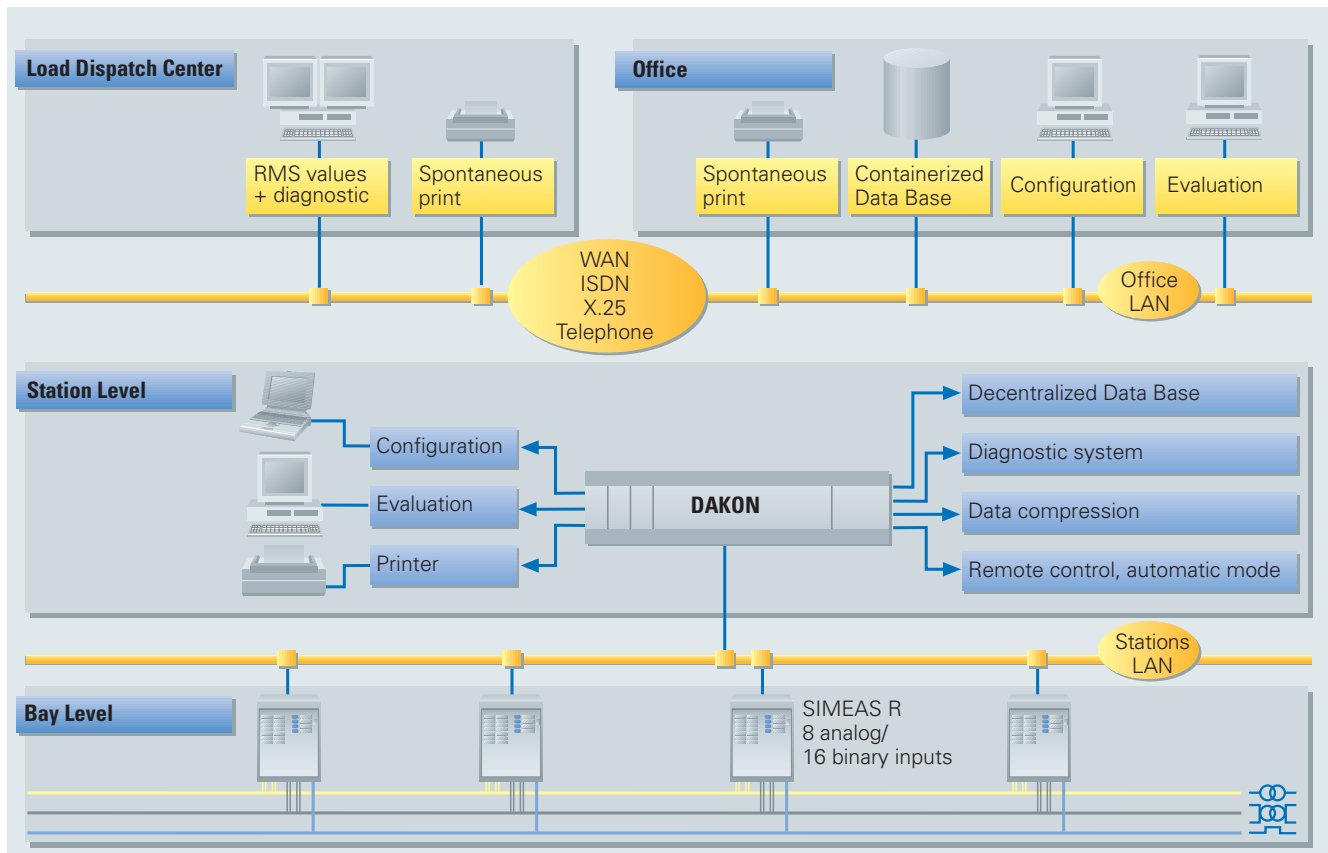 Load Dispatch Center
RMS values
+ diagnostic
Spontaneous
print
Office
Spontaneous
print
Containerized
Data Base
Configuration
Evaluation
WAN
ISDN
X.25
Telephone
Office
LAN
Station Level
Configuration
Evaluation
Printer
DAKON
Decentralized Data Base
Diagnostic system
Data compression
Remote control, automatic mode
Stations
LAN
Bay Level
SIMEAS R
8 analog/
16 binary inputs